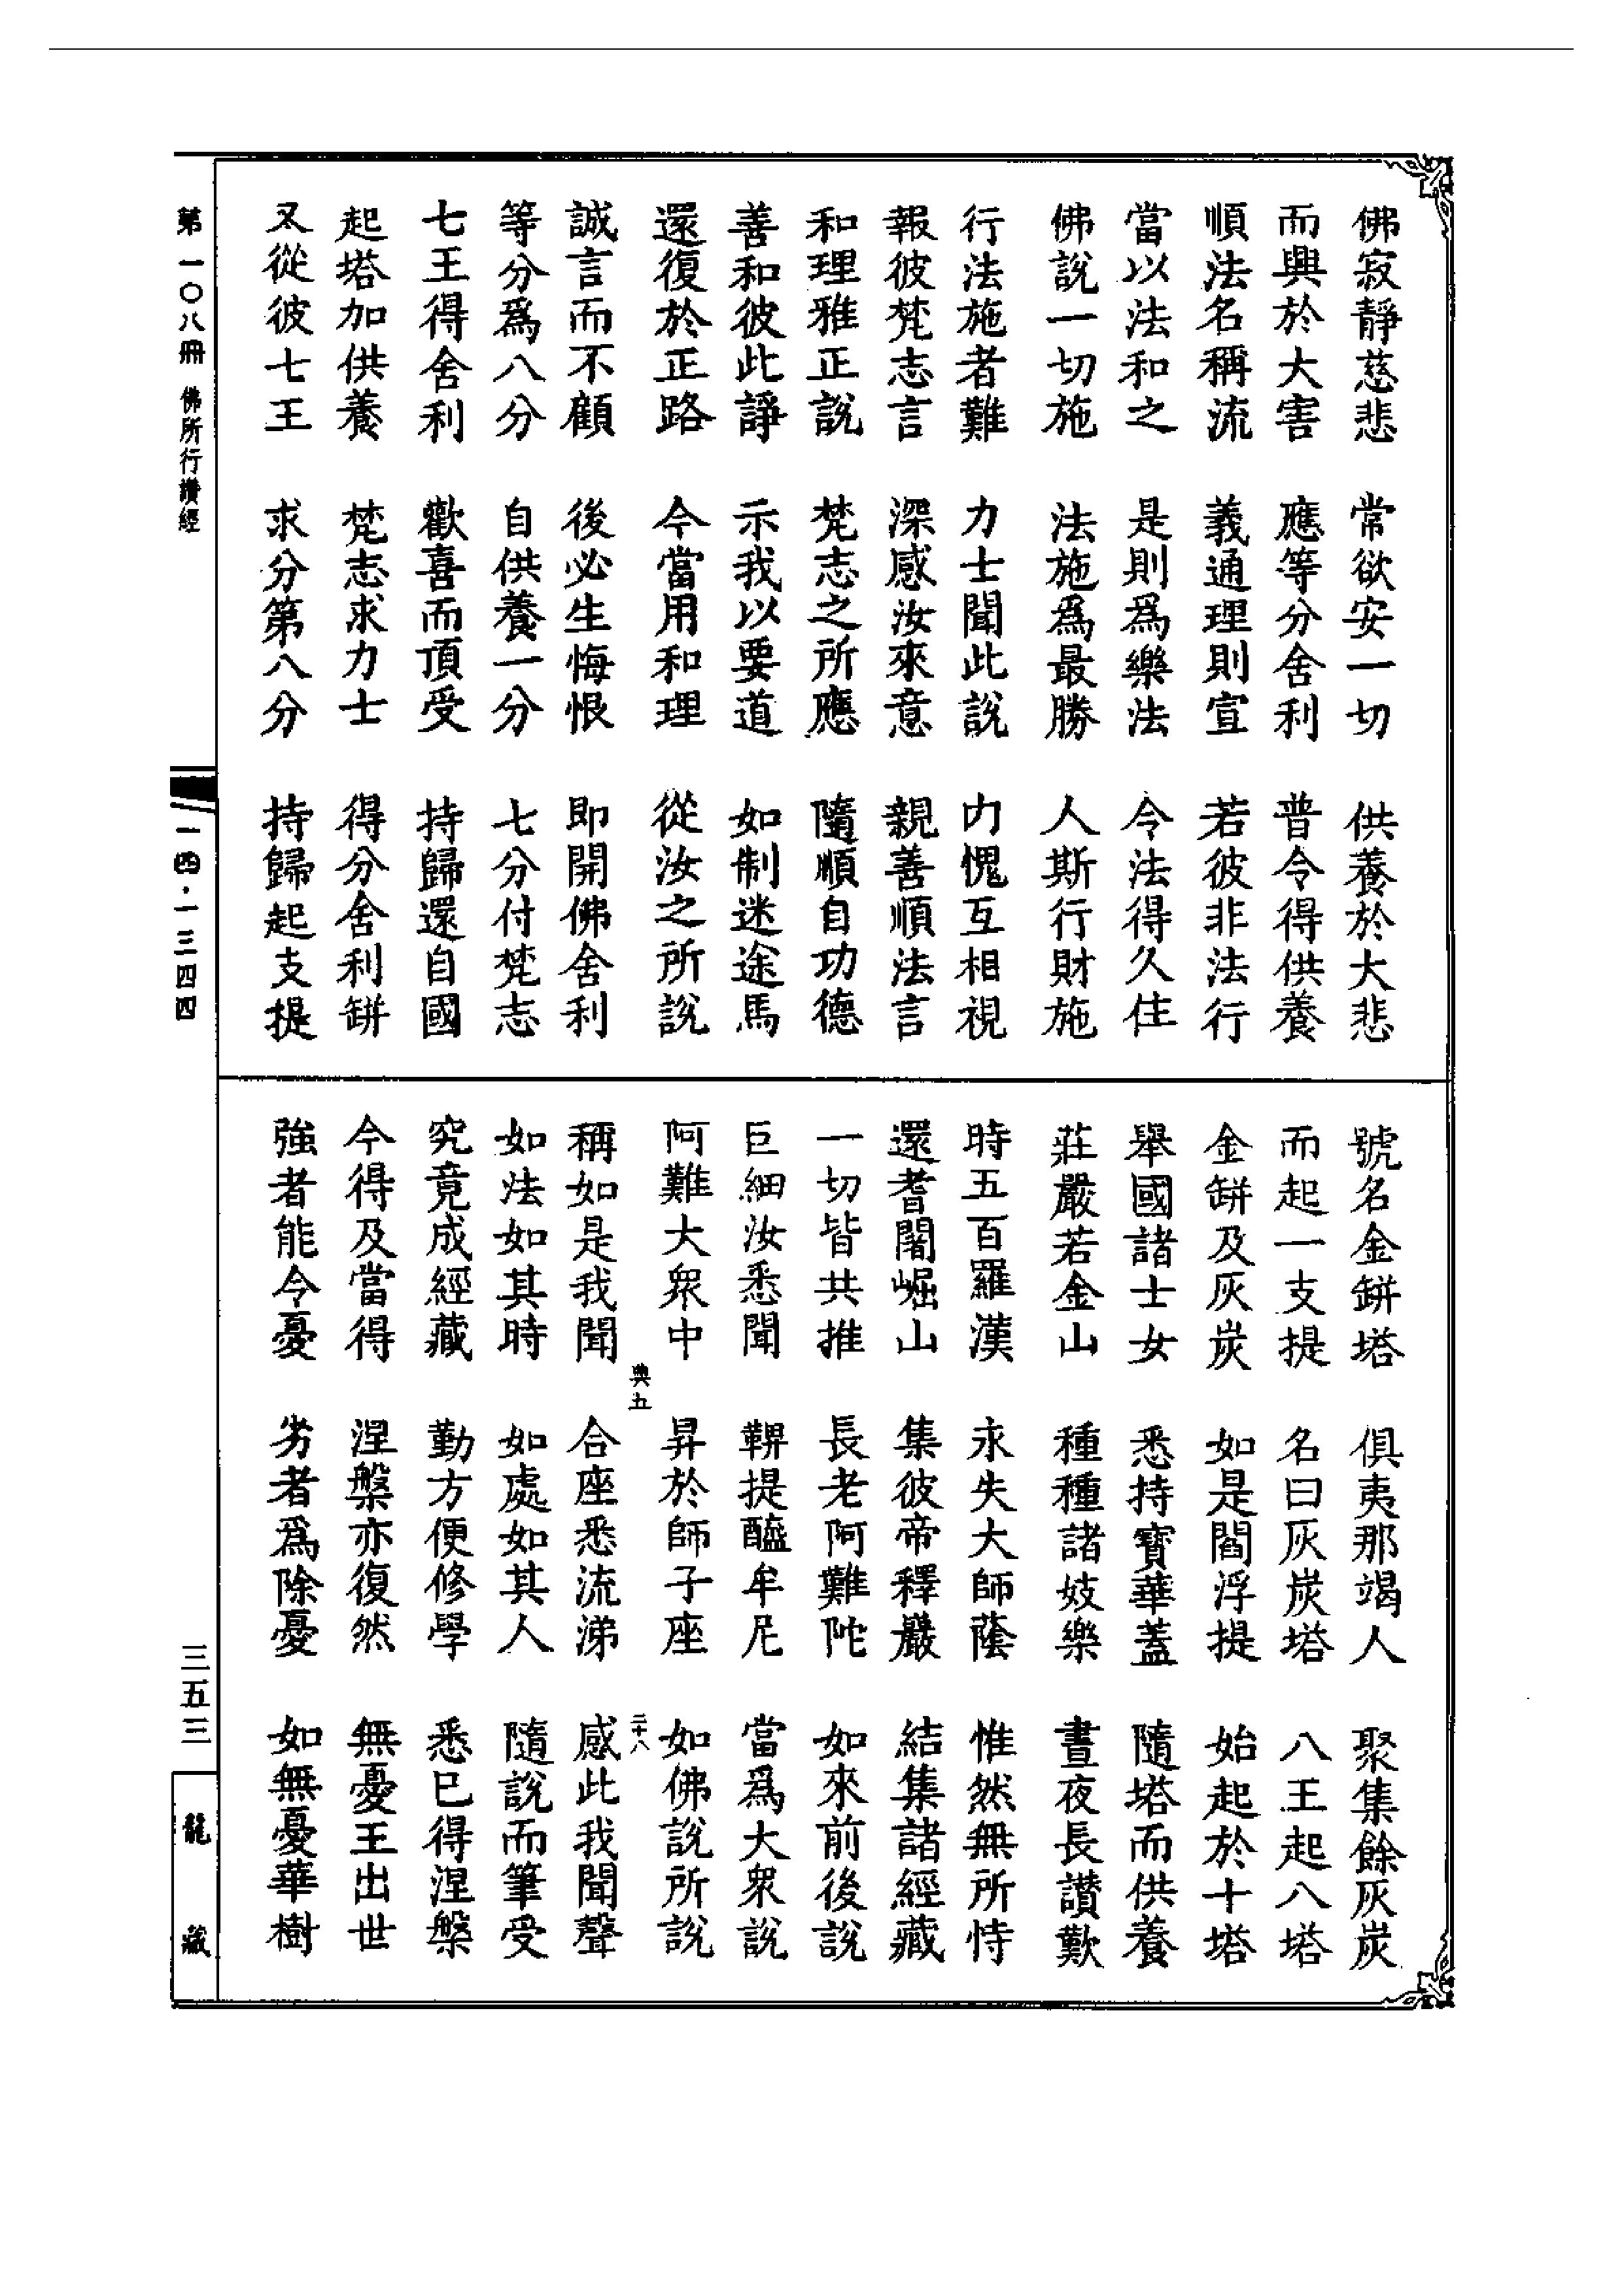 佛寂靜慈悲　常欲安一切　供養於大悲
而興於大害　應等分舍利　普令得供養
順法名稱流　義通理則宣　若彼非法行
當以法和之　是則爲樂法　令法得久住
佛說一切施　法施爲最勝　人斯行財施
行法施者難　力士聞此說　內愧互相視
報彼梵志言　深感汝來意　親善順法言
和理雅正說　梵志之所應　隨順自功德
善和彼此諍　示我以要道　如制迷途馬
還復於正路　今當用和理　從汝之所說
誠言而不顧　後必生悔恨　即開佛舍利
等分爲八分　自供養一分　七分付梵志
七王得舍利　歡喜而頂受　持歸還自國
起塔加供養　梵志求力士　得分舍利缾
又從彼七王　求分第八分　持歸起支提
號名金缾塔　俱夷那竭人　聚集餘灰炭
而起一支提　名曰灰炭塔　八王起八塔
金缾及灰炭　如是閻浮提　始起於十塔
舉國諸士女　悉持寶華蓋　隨塔而供養
莊嚴若金山　種種諸妓樂　晝夜長讚歎
時五百羅漢　永失大師蔭　惟然無所恃
還耆闍崛山　集彼帝釋巖　結集諸經藏
一切皆共推　長老阿難陀　如來前後說
巨細汝悉聞　鞞提醯牟尼　當爲大衆說
阿難大衆中　昇於師子座　如佛說所說
典五　二十八
稱如是我聞　合座悉流涕　感此我聞聲
如法如其時　如處如其人　隨說而筆受
究竟成經藏　勤方便修學　悉已得涅槃
今得及當得　涅槃亦復然　無憂王出世
強者能令憂　劣者爲除憂　如無憂華樹
第一〇八冊　佛所行讚經
一四·一三四四
三五三
龍藏